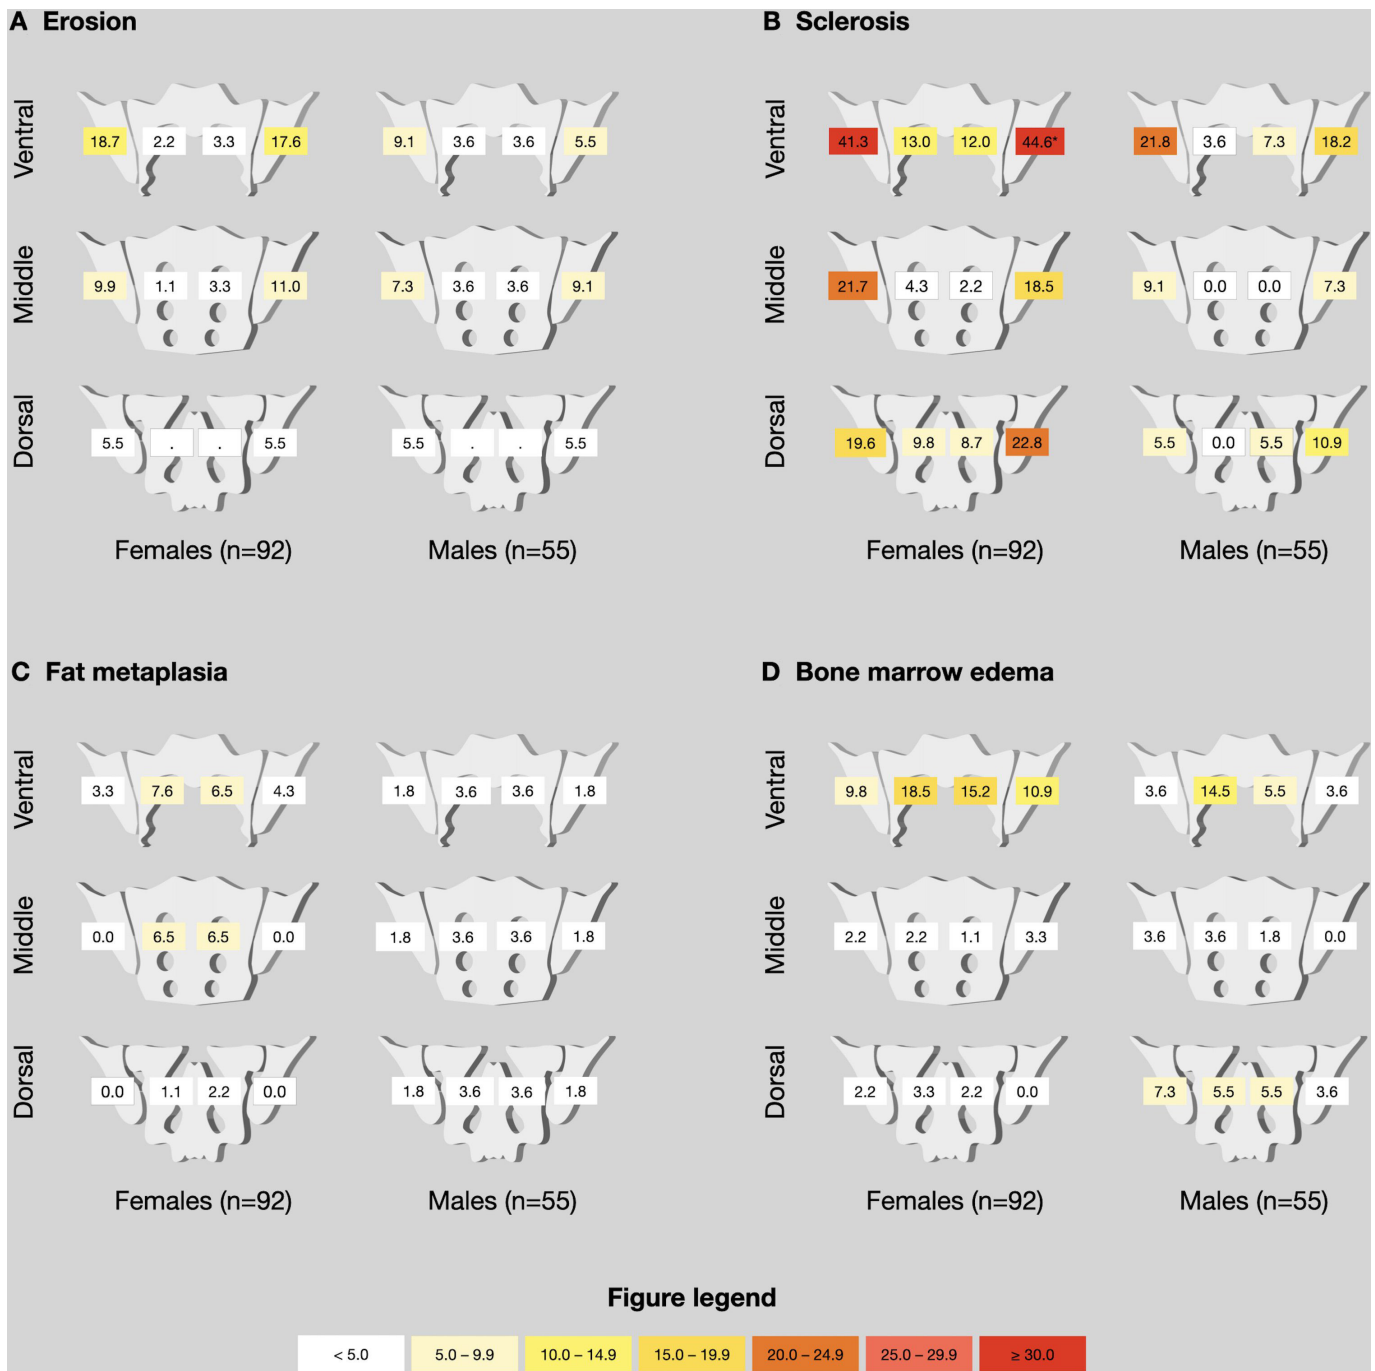 A Erosion
Ventral
18.7 2.2 3.3 17.6
9.1 3.6 3.6 5.5
Middle
9.9 1.1 3.3 11.0
7.3 3.6 3.6 9.1
Dorsal
5.5 . . 5.5
5.5 . . 5.5
Females (n=92)
Males (n=55)
B Sclerosis
Ventral
41.3 13.0 12.0 44.6*
21.8 3.6 7.3 18.2
Middle
21.7 4.3 2.2 18.5
9.1 0.0 0.0 7.3
Dorsal
19.6 9.8 8.7 22.8
5.5 0.0 5.5 10.9
Females (n=92)
Males (n=55)
C Fat metaplasia
Ventral
3.3 7.6 6.5 4.3
1.8 3.6 3.6 1.8
Middle
0.0 6.5 6.5 0.0
1.8 3.6 3.6 1.8
Dorsal
0.0 1.1 2.2 0.0
1.8 3.6 3.6 1.8
Females (n=92)
Males (n=55)
D Bone marrow edema
Ventral
9.8 18.5 15.2 10.9
3.6 14.5 5.5 3.6
Middle
2.2 2.2 1.1 3.3
3.6 3.6 1.8 0.0
Dorsal
2.2 3.3 2.2 0.0
7.3 5.5 5.5 3.6
Females (n=92)
Males (n=55)
Figure legend
< 5.0
5.0 – 9.9
10.0 – 14.9
15.0 – 19.9
20.0 – 24.9
25.0 – 29.9
≥ 30.0